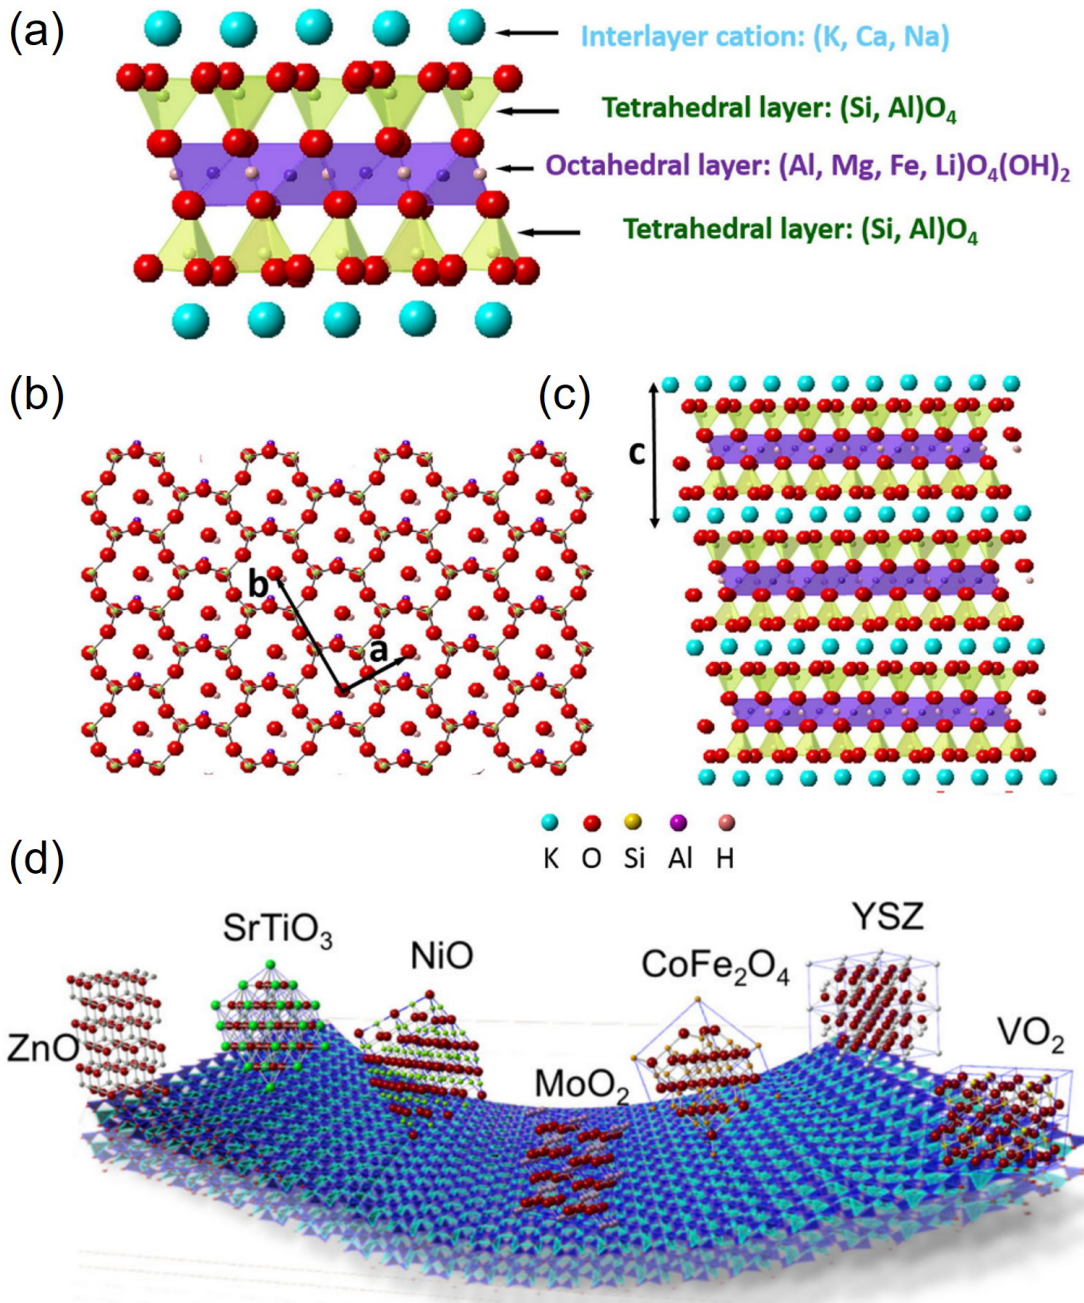 (a)
Interlayer cation: (K, Ca, Na)
Tetrahedral layer: (Si, Al)O₄
Octahedral layer: (Al, Mg, Fe, Li)O₄(OH)₂
Tetrahedral layer: (Si, Al)O₄
(b)
(c)
c
b
a
K O Si Al H
(d)
SrTiO₃
NiO
CoFe₂O₄
YSZ
ZnO
MoO₂
VO₂